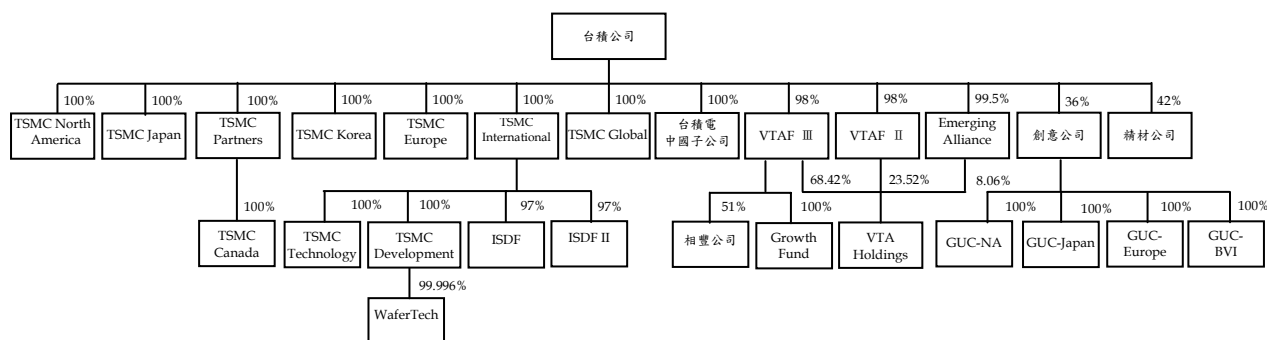 台積公司
100%
100%
100%
100%
100%
100%
100%
100%
98%
98%
99.5%
36%
42%
TSMC North
America
TSMC Japan
TSMC
Partners
TSMC Korea
TSMC
Europe
TSMC
International
TSMC Global
台積電
中國子公司
VTAF Ⅲ
VTAF Ⅱ
Emerging
Alliance
創意公司
精材公司
68.42%
23.52%
8.06%
100%
100%
100%
97%
97%
51%
100%
100%
100%
100%
100%
TSMC
Canada
TSMC
Technology
TSMC
Development
ISDF
ISDF II
相豐公司
Growth
Fund
VTA
Holdings
GUC-NA
GUC-Japan
GUC-
Europe
GUC-
BVI
99.996%
WaferTech